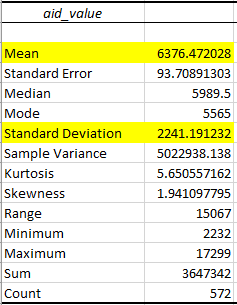 aid_value
Mean 6376.472028
Standard Error 93.70891303
Median 5989.5
Mode 5565
Standard Deviation 2241.191232
Sample Variance 5022938.138
Kurtosis 5.650557162
Skewness 1.941097795
Range 15067
Minimum 2232
Maximum 17299
Sum 3647342
Count 572